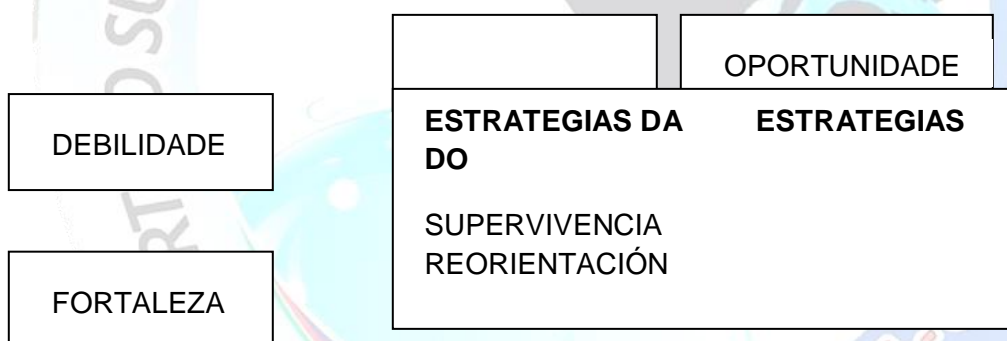 OPORTUNIDADE
DEBILIDADE
ESTRATEGIAS DA ESTRATEGIAS
DO
SUPERVIVENCIA
REORIENTACIÓN
FORTALEZA